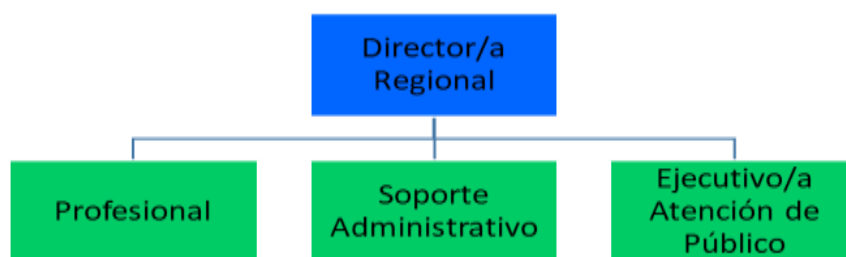 Director/a
Regional
Profesional
Soporte
Administrativo
Ejecutivo/a
Atención de
Público